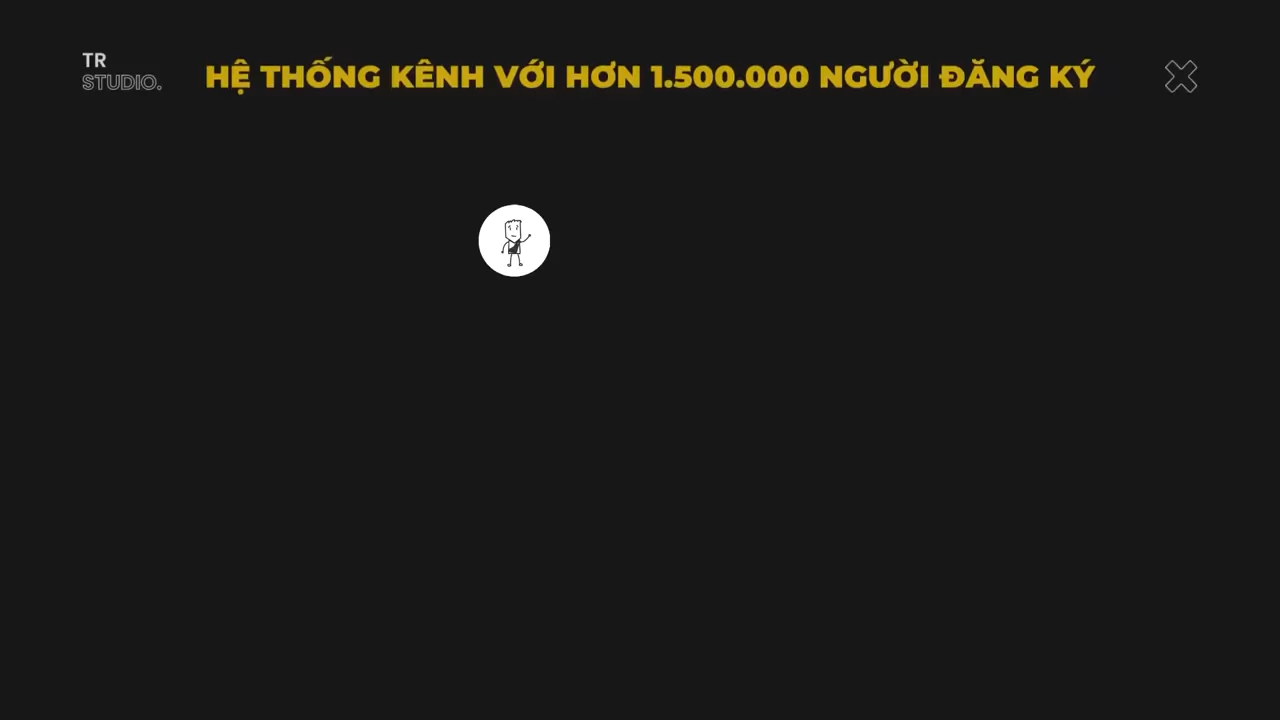 TR
STUDIO.
HỆ THỐNG KÊNH VỚI HƠN 1.500.000 NGƯỜI ĐĂNG KÝ